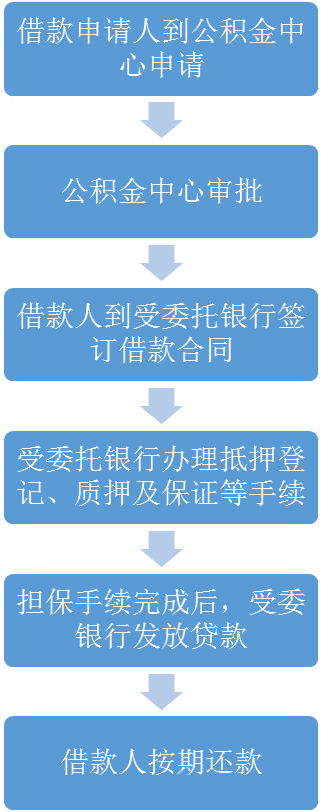 借款申请人到公积金中
心申请
公积金中心审批
借款人到受委托银行签
订借款合同
受委托银行办理抵押登
记、质押及保证等手续
担保手续完成后，受委
银行发放贷款
借款人按期还款